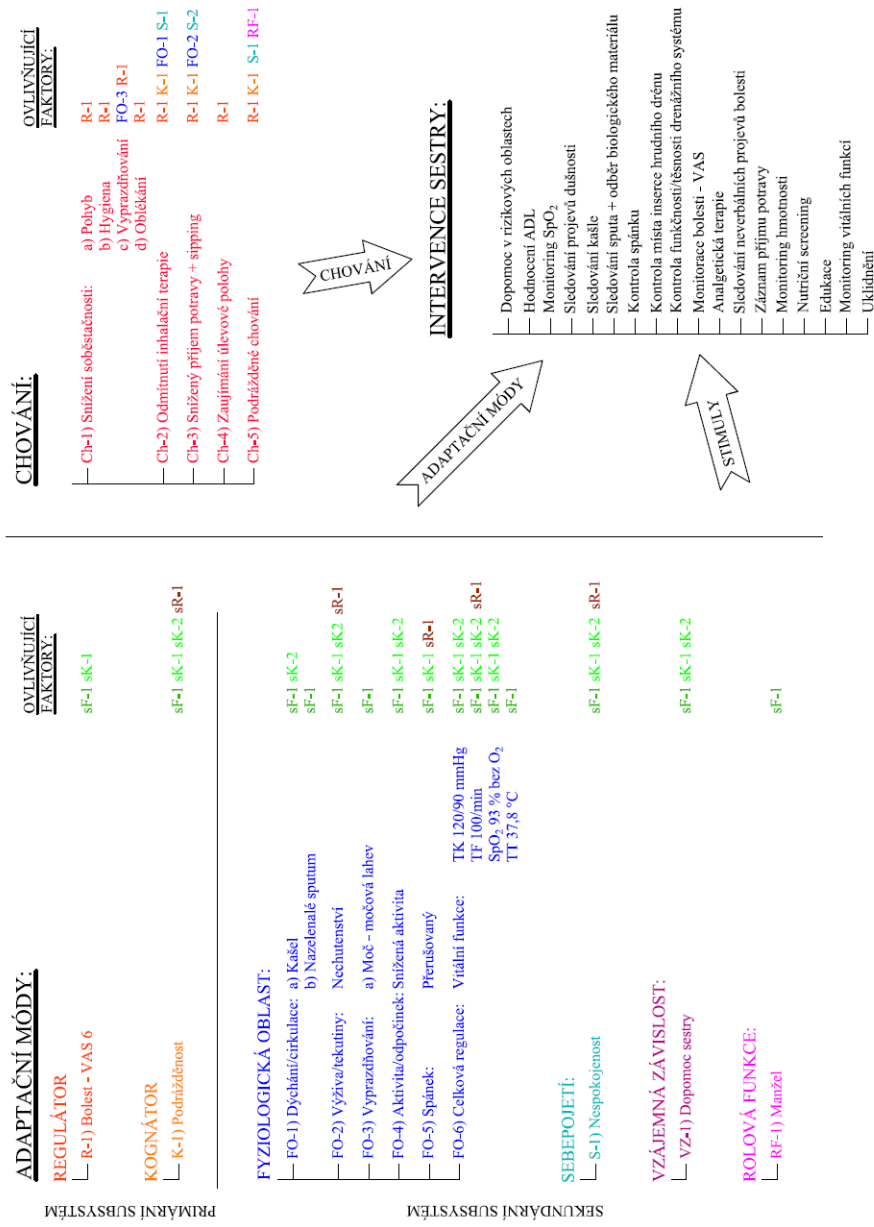 ADAPTAČNÍ MÓDY:
OVLIVŇUJÍCÍ
FAKTORY:
PRIMÁRNÍ SUBSYSTÉM
REGULÁTOR
R-1) Bolest - VAS 6
sF-1 sK-1
KOGNÁTOR
K-1) Podrážděnost
sF-1 sK-1 sK-2 sR-1
SEKUNDÁRNÍ SUBSYSTÉM
FYZIOLOGICKÁ OBLAST:
FO-1) Dýchání/cirkulace: a) Kašel sF-1 sK-2
b) Nazelenalé sputum sF-1
FO-2) Výživa/tekutiny: Nechutenství sF-1 sK-1 sK2 sR-1
FO-3) Vyprazdňování: a) Moč – močová lahev sF-1
FO-4) Aktivita/odpočinek: Snížená aktivita sF-1 sK-1 sK-2
FO-5) Spánek: Přerušovaný sF-1 sK-1 sR-1
FO-6) Celková regulace: Vitální funkce: TK 120/90 mmHg sF-1 sK-1 sK-2
TF 100/min sF-1 sK-1 sK-2 sR-1
SpO2 93 % bez O2 sF-1 sK-1 sK-2
TT 37,8 °C sF-1
SEBEPOJETÍ:
S-1) Nespokojenost sF-1 sK-1 sK-2 sR-1
VZÁJEMNÁ ZÁVISLOST:
VZ-1) Dopomoc sestry sF-1 sK-1 sK-2
ROLOVÁ FUNKCE:
RF-1) Manžel sF-1
CHOVÁNÍ:
OVLIVŇUJÍCÍ
FAKTORY:
Ch-1) Snížení soběstačnosti: a) Pohyb R-1
b) Hygiena R-1
c) Vyprazdňování FO-3 R-1
d) Oblékání R-1
Ch-2) Odmítnutí inhalační terapie R-1 K-1 FO-1 S-1
Ch-3) Snížený příjem potravy + sipping R-1 K-1 FO-2 S-2
Ch-4) Zaujímání úlevové polohy R-1
Ch-5) Podrážděné chování R-1 K-1 S-1 RF-1
ADAPTAČNÍ MÓDY
CHOVÁNÍ
STIMULY
INTERVENCE SESTRY:
Dopomoc v rizikových oblastech
Hodnocení ADL
Monitoring SpO2
Sledování projevů dušnosti
Sledování kašle
Sledování sputa + odběr biologického materiálu
Kontrola spánku
Kontrola místa inserce hrudního drénu
Kontrola funkčnosti/těsnosti drenážního systému
Monitorace bolesti - VAS
Analgetická terapie
Sledování neverbálních projevů bolesti
Záznam příjmu potravy
Monitoring hmotnosti
Nutriční screening
Edukace
Monitoring vitálních funkcí
Uklidnění